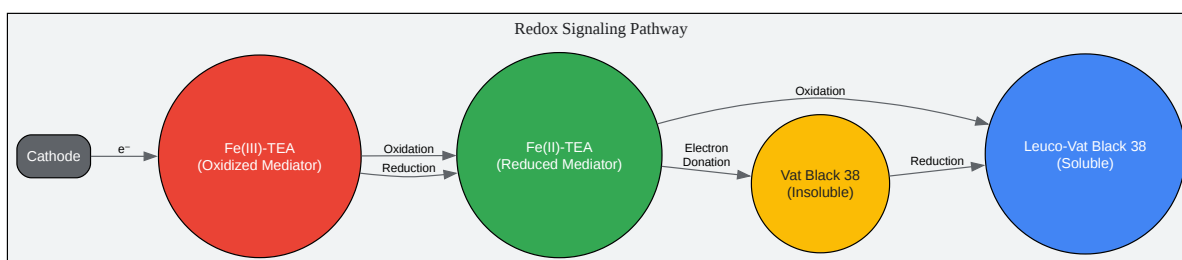 Redox Signaling Pathway
Cathode
e⁻
Fe(III)-TEA
(Oxidized Mediator)
Oxidation
Reduction
Fe(II)-TEA
(Reduced Mediator)
Oxidation
Electron
Donation
Vat Black 38
(Insoluble)
Reduction
Leuco-Vat Black 38
(Soluble)